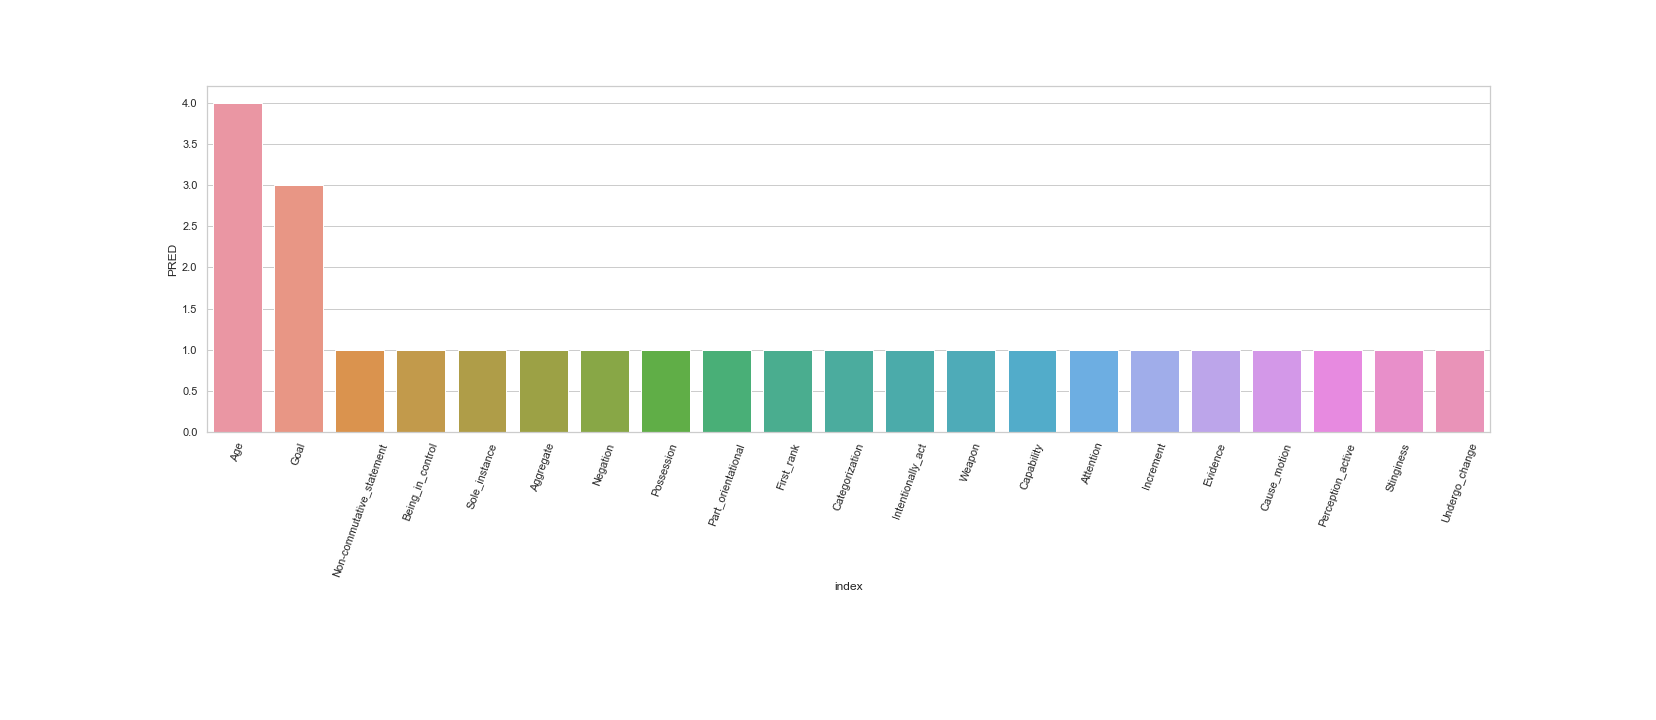 4.0
3.5
3.0
2.5
2.0
1.5
1.0
0.5
0.0
PRED
Age
Goal
Non-commutative_statement
Being_in_control
Sole_instance
Aggregate
Negation
Possession
Part_orientational
First_rank
Categorization
Intentionally_act
Weapon
Capability
Attention
Increment
Evidence
Cause_motion
Perception_active
Stinginess
Undergo_change
index